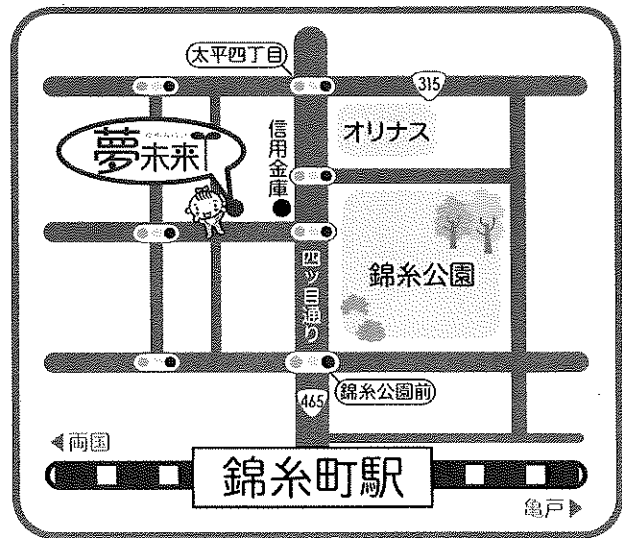 太平四丁目
315
オリナス
信用金庫
夢未来
四ツ目通り
錦糸公園
錦糸公園前
465
両国
錦糸町駅
亀戸